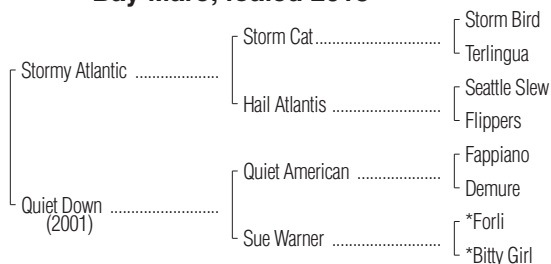 Bay Mare, foaled
Storm Bird
Storm Cat
Terlingua
Stormy Atlantic
Seattle Slew
Hail Atlantis
Flippers
Fappiano
Quiet American
Demure
Quiet Down
(2001)
*Forli
Sue Warner
*Bitty Girl